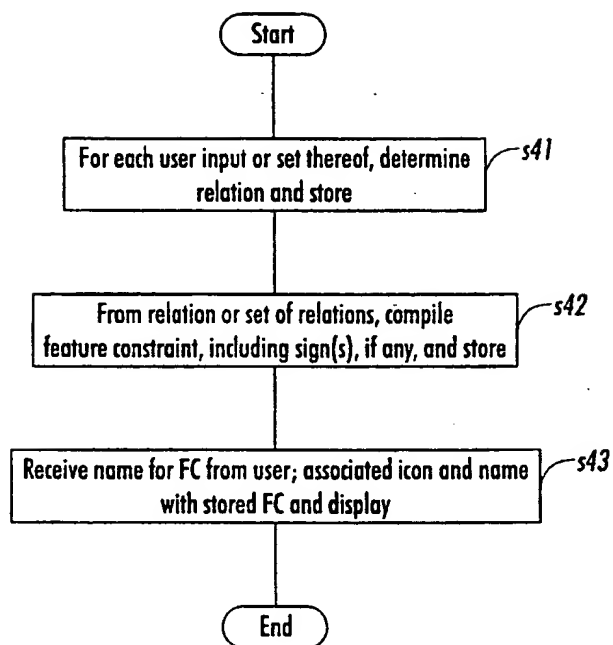 Start
For each user input or set thereof, determine
relation and store
s41
From relation or set of relations, compile
feature constraint, including sign(s), if any, and store
s42
Receive name for FC from user; associated icon and name
with stored FC and display
s43
End